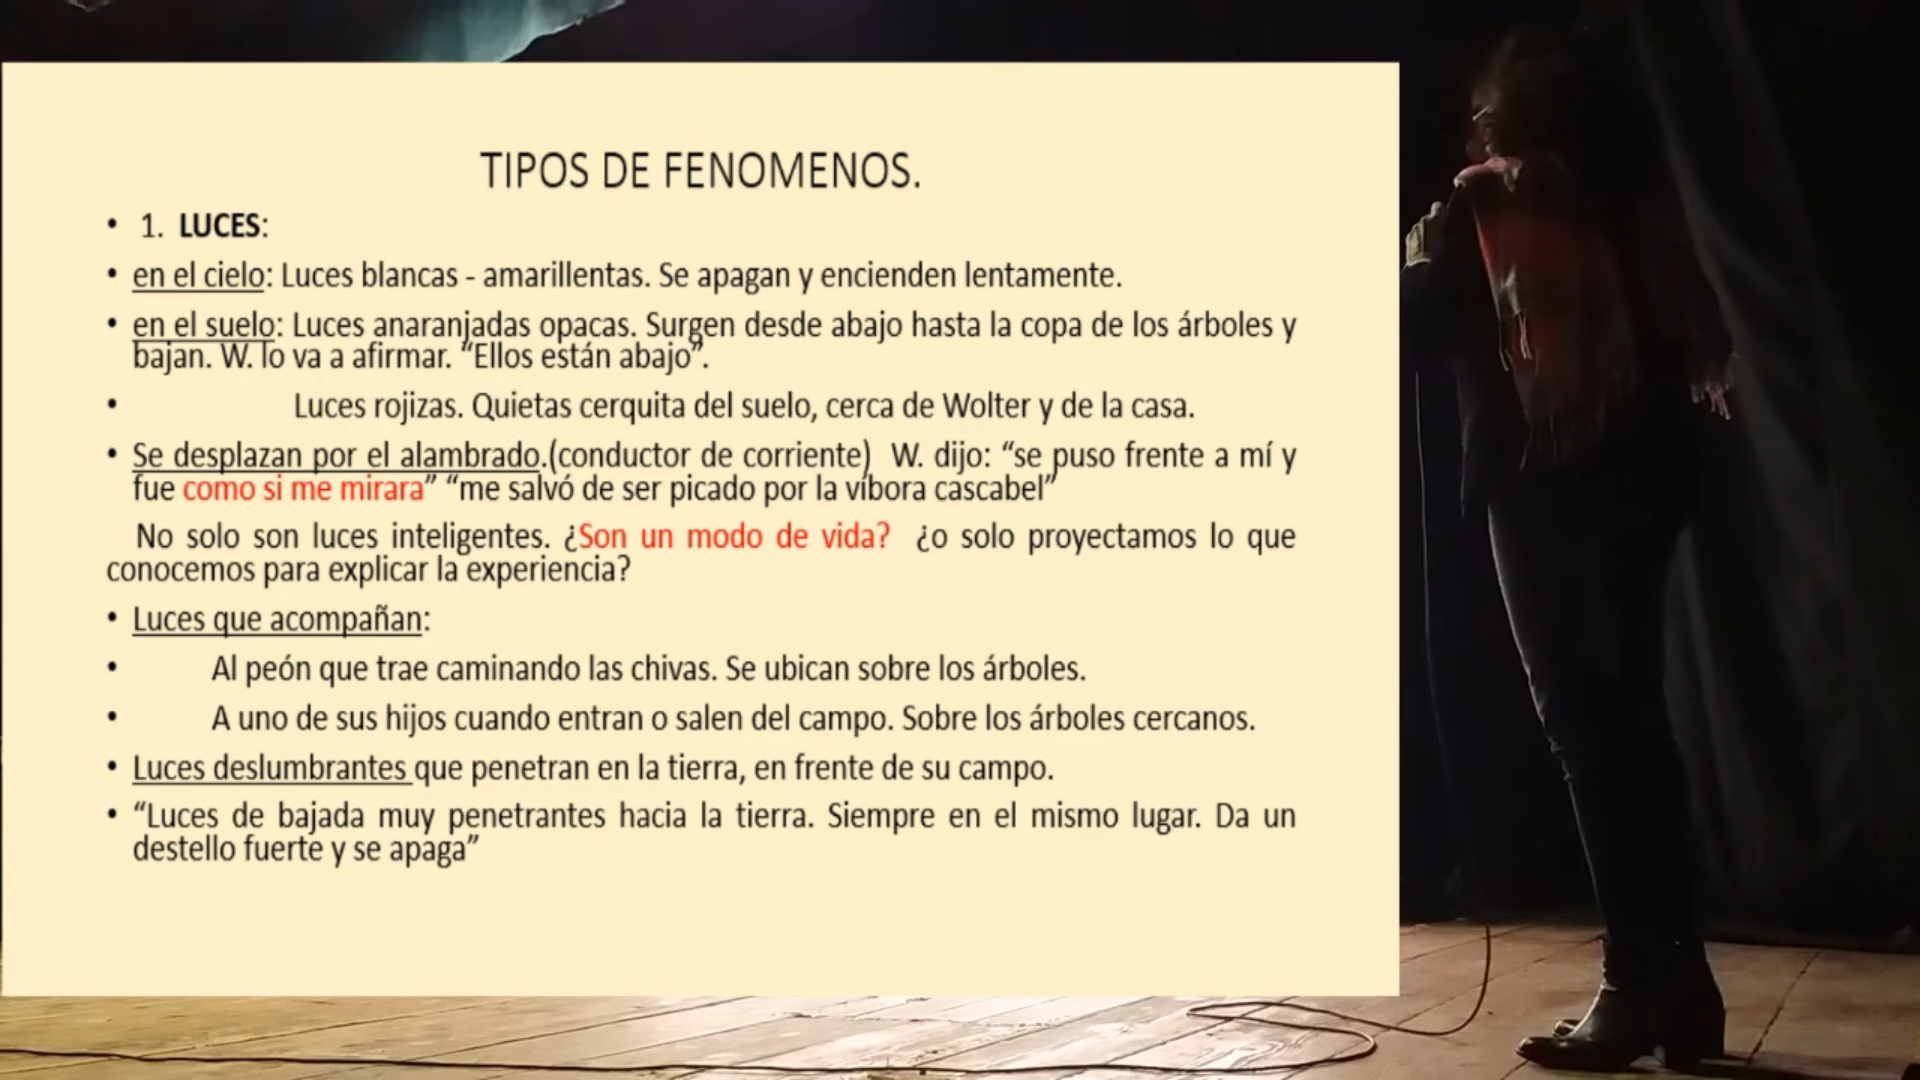 TIPOS DE FENOMENOS.
• 1. LUCES:
• en el cielo: Luces blancas - amarillentas. Se apagan y encienden lentamente.
• en el suelo: Luces anaranjadas opacas. Surgen desde abajo hasta la copa de los árboles y
bajan. W. lo va a afirmar. “Ellos están abajo”.
• Luces rojizas. Quietas cerquita del suelo, cerca de Wolter y de la casa.
• Se desplazan por el alambrado.(conductor de corriente) W. dijo: “se puso frente a mí y
fue como si me mirara” “me salvó de ser picado por la víbora cascabel”
No solo son luces inteligentes. ¿Son un modo de vida? ¿o solo proyectamos lo que
conocemos para explicar la experiencia?
• Luces que acompañan:
• Al peón que trae caminando las chivas. Se ubican sobre los árboles.
• A uno de sus hijos cuando entran o salen del campo. Sobre los árboles cercanos.
• Luces deslumbrantes que penetran en la tierra, en frente de su campo.
• “Luces de bajada muy penetrantes hacia la tierra. Siempre en el mismo lugar. Da un
destello fuerte y se apaga”